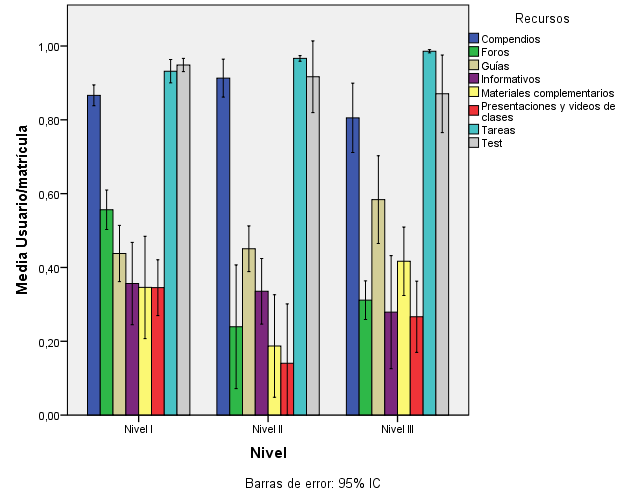 Recursos
Compendios
Foros
Guías
Informativos
Materiales complementarios
Presentaciones y videos de
clases
Tareas
Test
Media Usuario/matrícula
1,00
0,80
0,60
0,40
0,20
0,00
Nivel I
Nivel II
Nivel III
Nivel
Barras de error: 95% IC